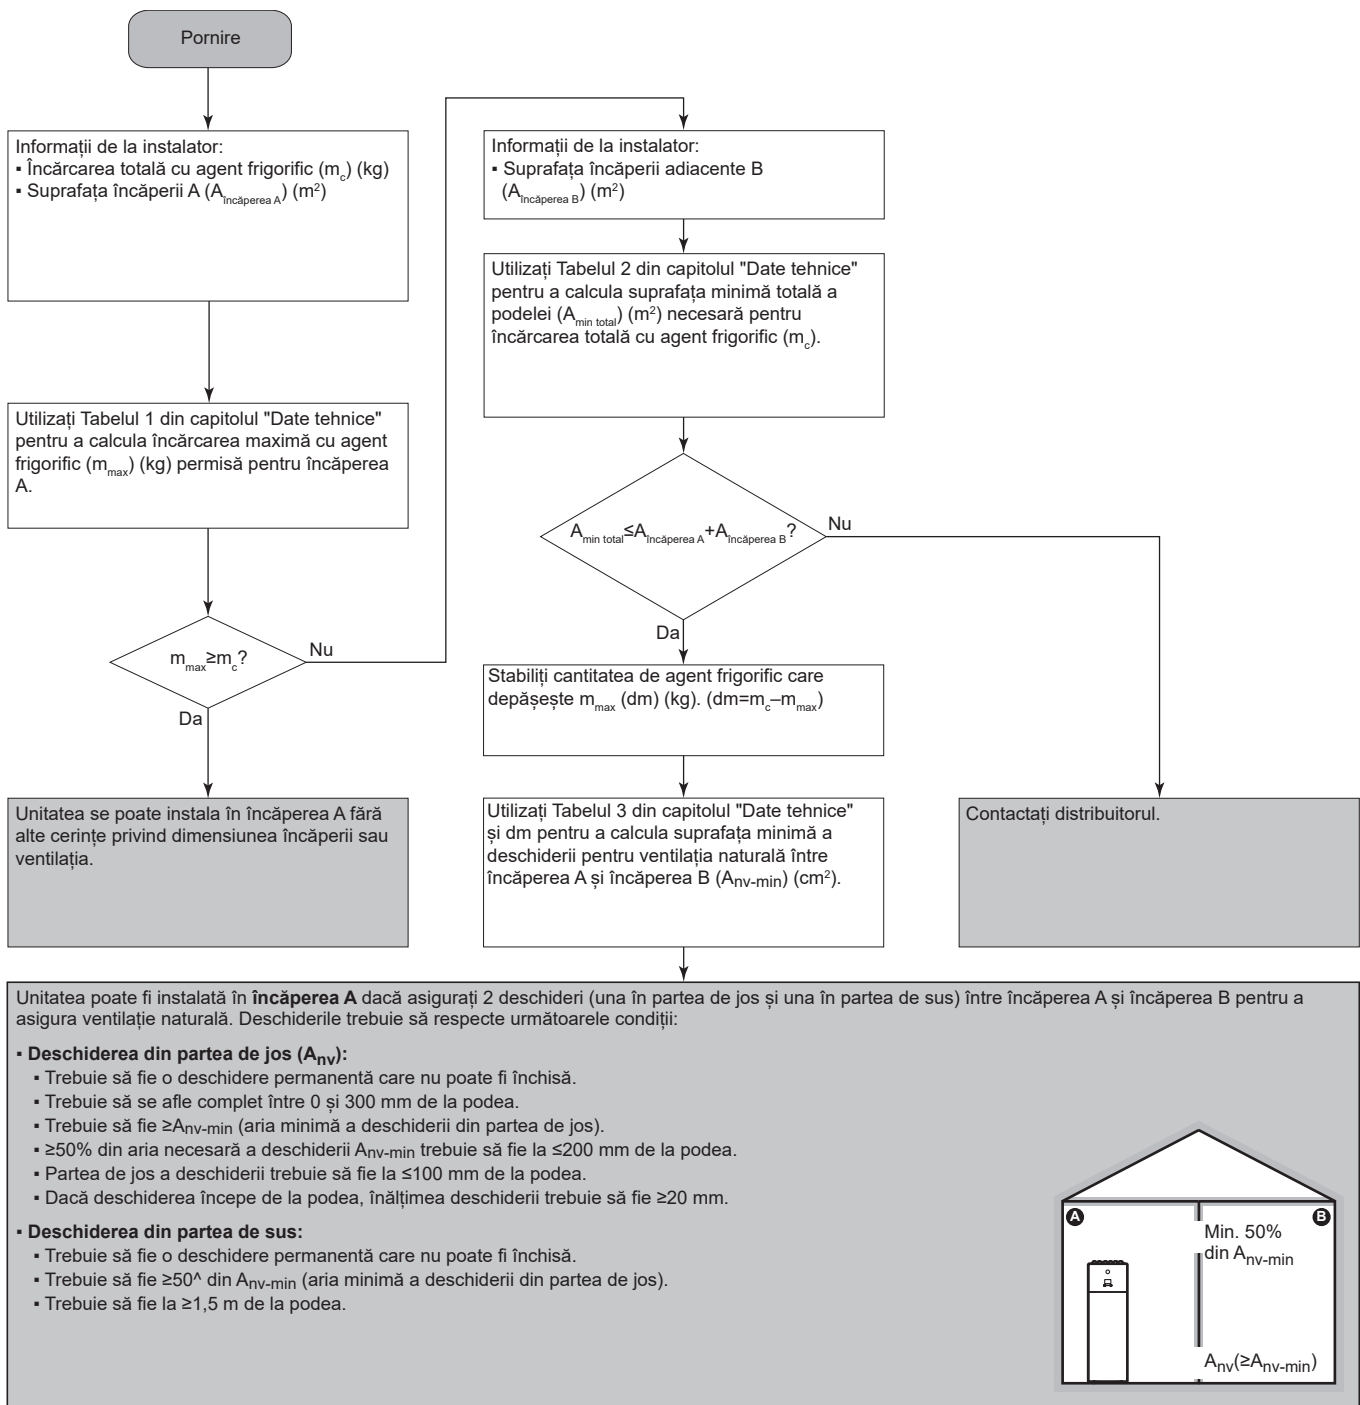 Pornire
Informații de la instalator:
▪ Încărcarea totală cu agent frigorific (mc) (kg)
▪ Suprafața încăperii A (Aîncăperea A) (m²)
Utilizați Tabelul 1 din capitolul "Date tehnice"
pentru a calcula încărcarea maximă cu agent
frigorific (mmax) (kg) permisă pentru încăperea
A.
mmax≥mc?
Nu
Da
Unitatea se poate instala în încăperea A fără
alte cerințe privind dimensiunea încăperii sau
ventilația.
Informații de la instalator:
▪ Suprafața încăperii adiacente B
(Aîncăperea B) (m²)
Utilizați Tabelul 2 din capitolul "Date tehnice"
pentru a calcula suprafața minimă totală a
podelei (Amin total) (m²) necesară pentru
încărcarea totală cu agent frigorific (mc).
Amin total≤Aîncăperea A+Aîncăperea B?
Nu
Da
Stabiliți cantitatea de agent frigorific care
depășește mmax (dm) (kg). (dm=mc–mmax)
Utilizați Tabelul 3 din capitolul "Date tehnice"
și dm pentru a calcula suprafața minimă a
deschiderii pentru ventilația naturală între
încăperea A și încăperea B (Anv-min) (cm²).
Contactați distribuitorul.
Unitatea poate fi instalată în încăperea A dacă asigurați 2 deschideri (una în partea de jos și una în partea de sus) între încăperea A și încăperea B pentru a
asigura ventilație naturală. Deschiderile trebuie să respecte următoarele condiții:
▪ Deschiderea din partea de jos (Anv):
▪ Trebuie să fie o deschidere permanentă care nu poate fi închisă.
▪ Trebuie să se afle complet între 0 și 300 mm de la podea.
▪ Trebuie să fie ≥Anv-min (aria minimă a deschiderii din partea de jos).
▪ ≥50% din aria necesară a deschiderii Anv-min trebuie să fie la ≤200 mm de la podea.
▪ Partea de jos a deschiderii trebuie să fie la ≤100 mm de la podea.
▪ Dacă deschiderea începe de la podea, înălțimea deschiderii trebuie să fie ≥20 mm.
▪ Deschiderea din partea de sus:
▪ Trebuie să fie o deschidere permanentă care nu poate fi închisă.
▪ Trebuie să fie ≥50^ din Anv-min (aria minimă a deschiderii din partea de jos).
▪ Trebuie să fie la ≥1,5 m de la podea.
A
B
Min. 50%
din Anv-min
Anv(≥Anv-min)